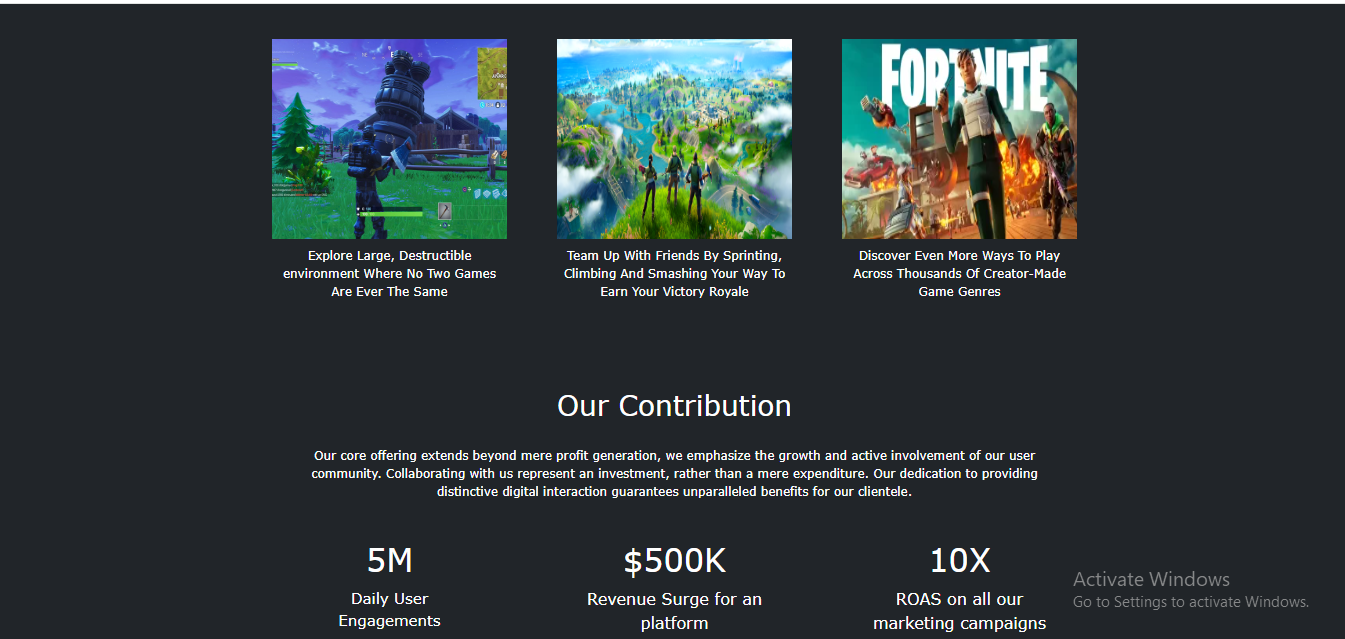 FORTNITE
Explore Large, Destructible
environment Where No Two Games
Are Ever The Same
Team Up With Friends By Sprinting,
Climbing And Smashing Your Way To
Earn Your Victory Royale
Discover Even More Ways To Play
Across Thousands Of Creator-Made
Game Genres
Our Contribution
Our core offering extends beyond mere profit generation, we emphasize the growth and active involvement of our user
community. Collaborating with us represent an investment, rather than a mere expenditure. Our dedication to providing
distinctive digital interaction guarantees unparalleled benefits for our clientele.
5M
Daily User
Engagements
$500K
Revenue Surge for an
platform
10X
ROAS on all our
marketing campaigns
Activate Windows
Go to Settings to activate Windows.